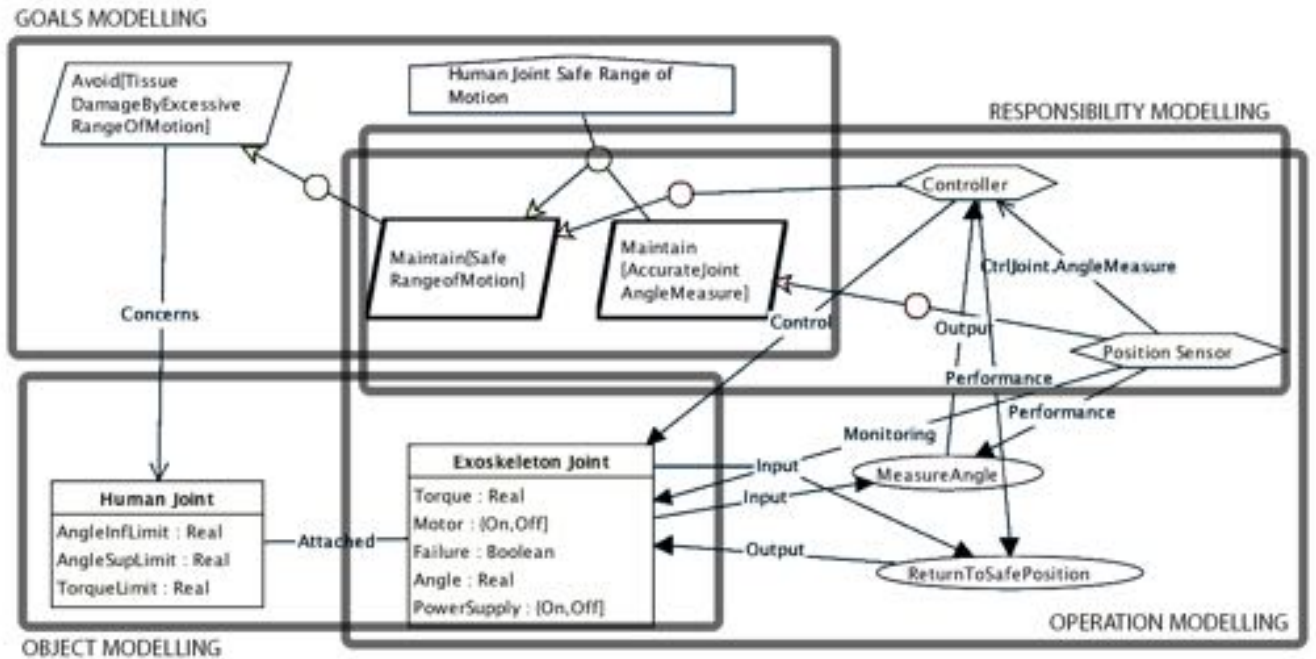 GOALS MODELLING
Avoid[Tissue
DamageByExcessive
RangeOfMotion]
Human Joint Safe Range of
Motion
RESPONSIBILITY MODELLING
Controller
Maintain[Safe
RangeofMotion]
Maintain
[AccurateJoint
AngleMeasure]
CtrlJoint.AngleMeasure
Concerns
Control
Output
Position Sensor
Performance
Performance
Monitoring
Exoskeleton Joint
Torque : Real
Motor : {On,Off]
Failure : Boolean
Angle : Real
PowerSupply : {On,Off]
Input
Input
MeasureAngle
Human Joint
AngleInfLimit : Real
AngleSupLimit : Real
TorqueLimit : Real
Attached
Output
ReturnToSafePosition
OPERATION MODELLING
OBJECT MODELLING